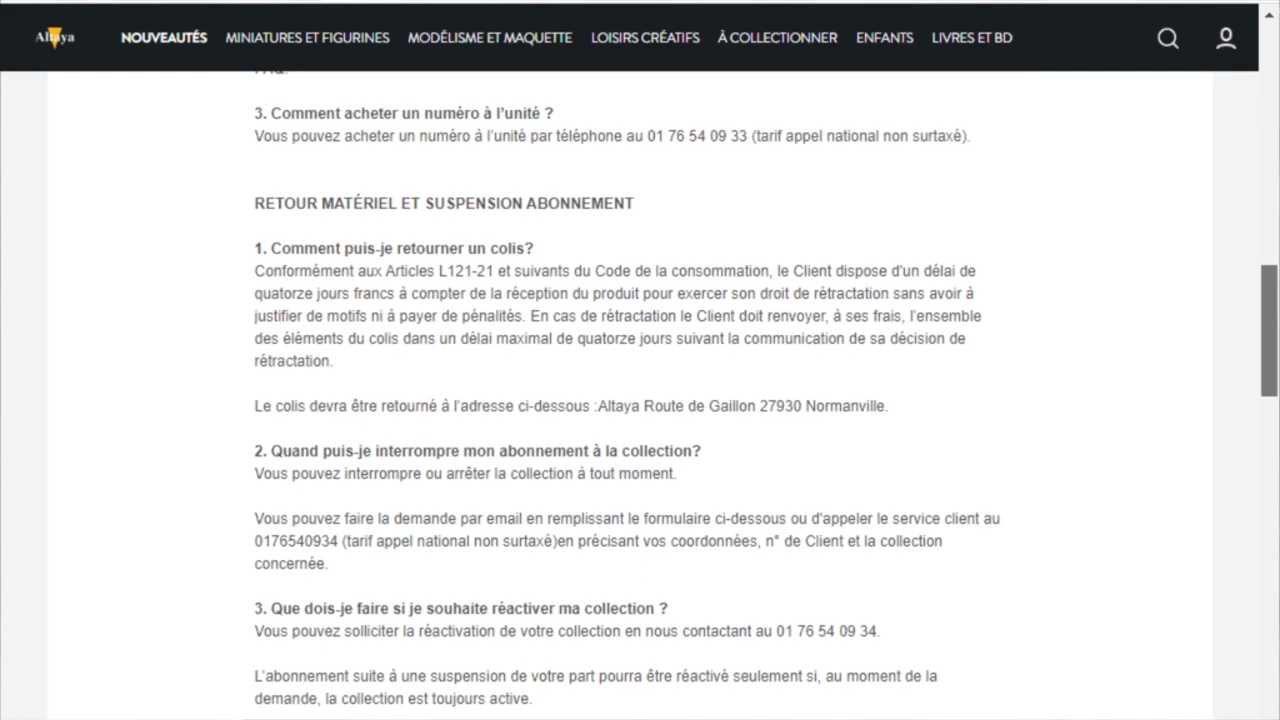 Altaya
NOUVEAUTÉS MINIATURES ET FIGURINES MODÉLISME ET MAQUETTE LOISIRS CRÉATIFS À COLLECTIONNER ENFANTS LIVRES ET BD
3. Comment acheter un numéro à l’unité ?
Vous pouvez acheter un numéro à l’unité par téléphone au 01 76 54 09 33 (tarif appel national non surtaxé).
RETOUR MATÉRIEL ET SUSPENSION ABONNEMENT
1. Comment puis-je retourner un colis?
Conformément aux Articles L121-21 et suivants du Code de la consommation, le Client dispose d'un délai de
quatorze jours francs à compter de la réception du produit pour exercer son droit de rétractation sans avoir à
justifier de motifs ni à payer de pénalités. En cas de rétractation le Client doit renvoyer, à ses frais, l’ensemble
des éléments du colis dans un délai maximal de quatorze jours suivant la communication de sa décision de
rétractation.
Le colis devra être retourné à l’adresse ci-dessous :Altaya Route de Gaillon 27930 Normanville.
2. Quand puis-je interrompre mon abonnement à la collection?
Vous pouvez interrompre ou arrêter la collection à tout moment.
Vous pouvez faire la demande par email en remplissant le formulaire ci-dessous ou d'appeler le service client au
0176540934 (tarif appel national non surtaxé)en précisant vos coordonnées, n° de Client et la collection
concernée.
3. Que dois-je faire si je souhaite réactiver ma collection ?
Vous pouvez solliciter la réactivation de votre collection en nous contactant au 01 76 54 09 34.
L’abonnement suite à une suspension de votre part pourra être réactivé seulement si, au moment de la
demande, la collection est toujours active.